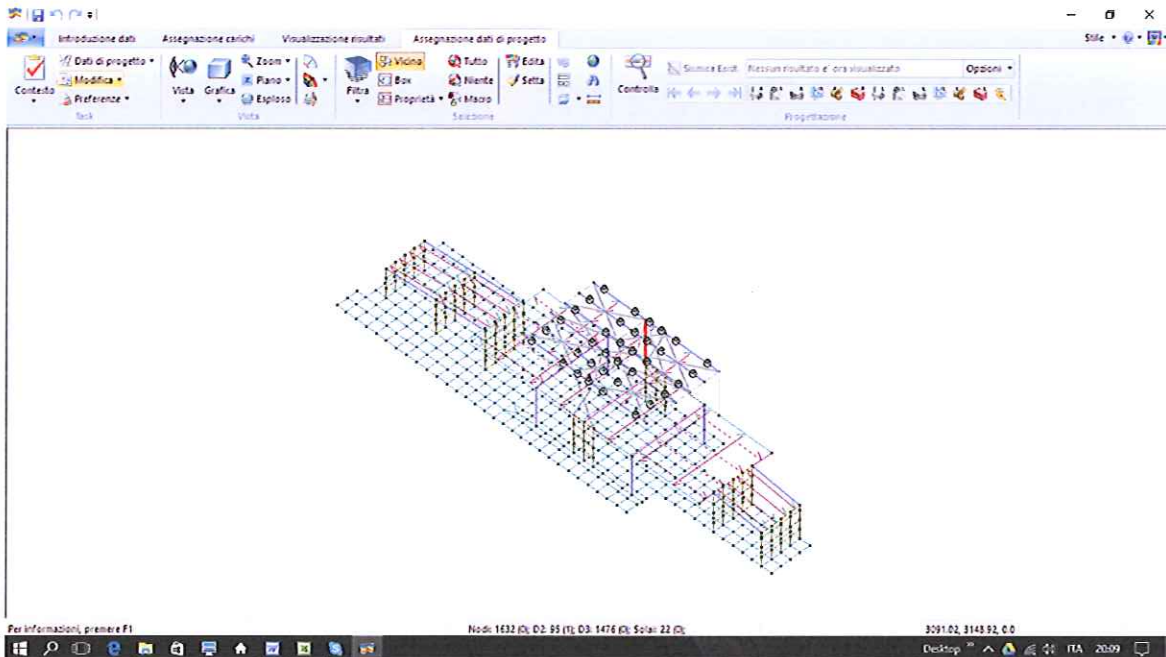 Introduzione dati Assegnazione carichi Visualizzazione risultati Assegnazione dati di progetto Stile
Contesto
Dati di progetto
Modifica
Preferenze
Task
Vista
Grafica
Zoom
Piano
Esploso
Vista
Filtra
Vicino
Box
Proprietà
Tutto
Niente
Macro
Edita
Setta
Selezione
Controlla
Nessun risultato e' ora visualizzato
Opzioni
Progettazione
Per informazioni, premere F1 Nodi: 1632 (0); D2: 95 (1); D3: 1476 (0); Solai: 22 (0); 3091.02, 3148.92, 0.0
Desktop ITA 20:09